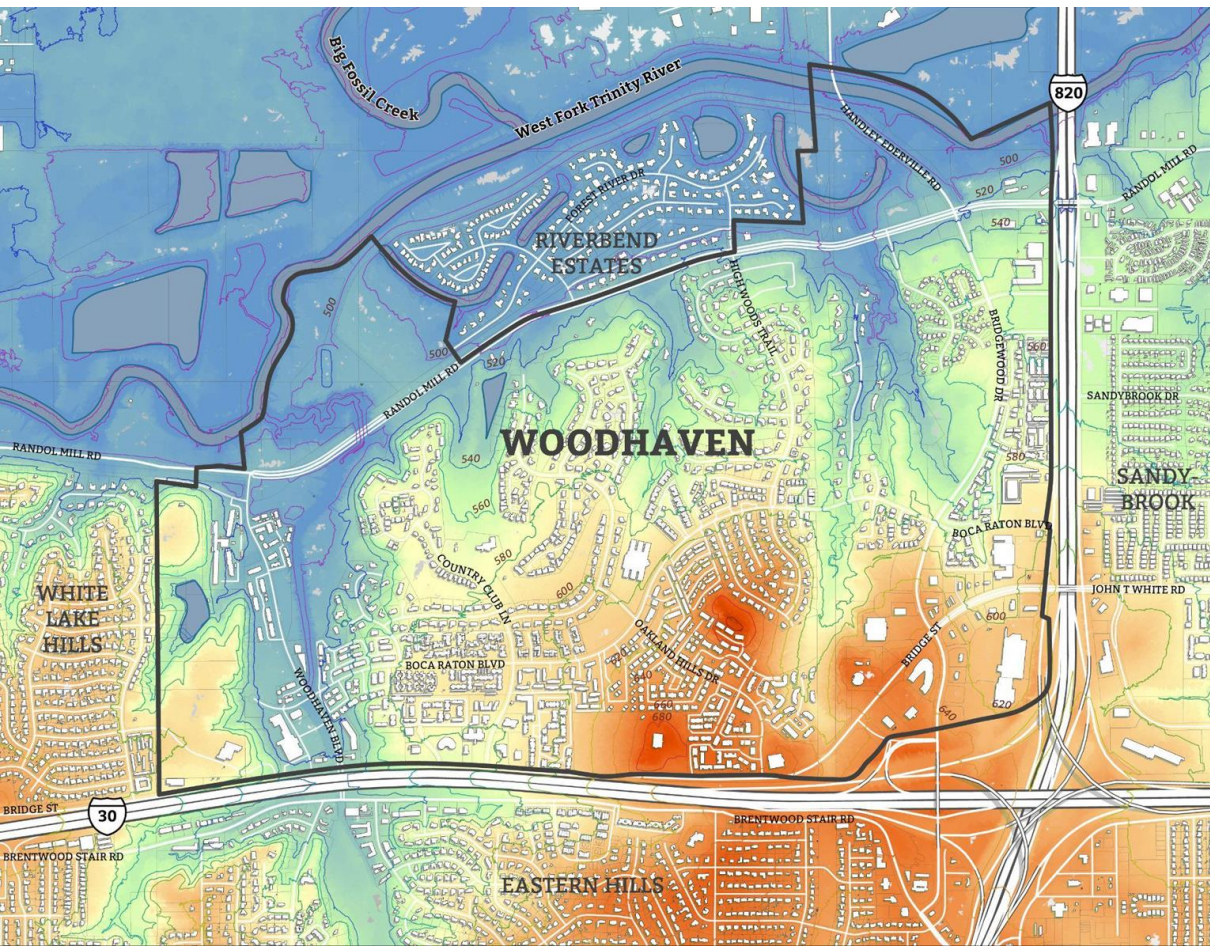 820
Big Fossil Creek
West Fork Trinity River
HANDLEY EDERVILLE RD
RANDOL MILL RD
500
520
540
FOREST RIVER DR
RIVERBEND
ESTATES
HIGHWOODS TRAIL
500
BRIDGEWOOD DR
560
500
520
RANDOL MILL RD
SANDYBROOK DR
WOODHAVEN
RANDOL MILL RD
540
580
SANDY-
BROOK
560
BOCA RATON BLVD
580
COUNTRY CLUB LN
600
WHITE
LAKE
HILLS
JOHN T WHITE RD
600
OAKLAND HILLS DR
BRIDGE ST
620
BOCA RATON BLVD
640
WOODHAVEN BLVD
660
680
620
640
30
BRIDGE ST
BRENTWOOD STAIR RD
BRENTWOOD STAIR RD
EASTERN HILLS